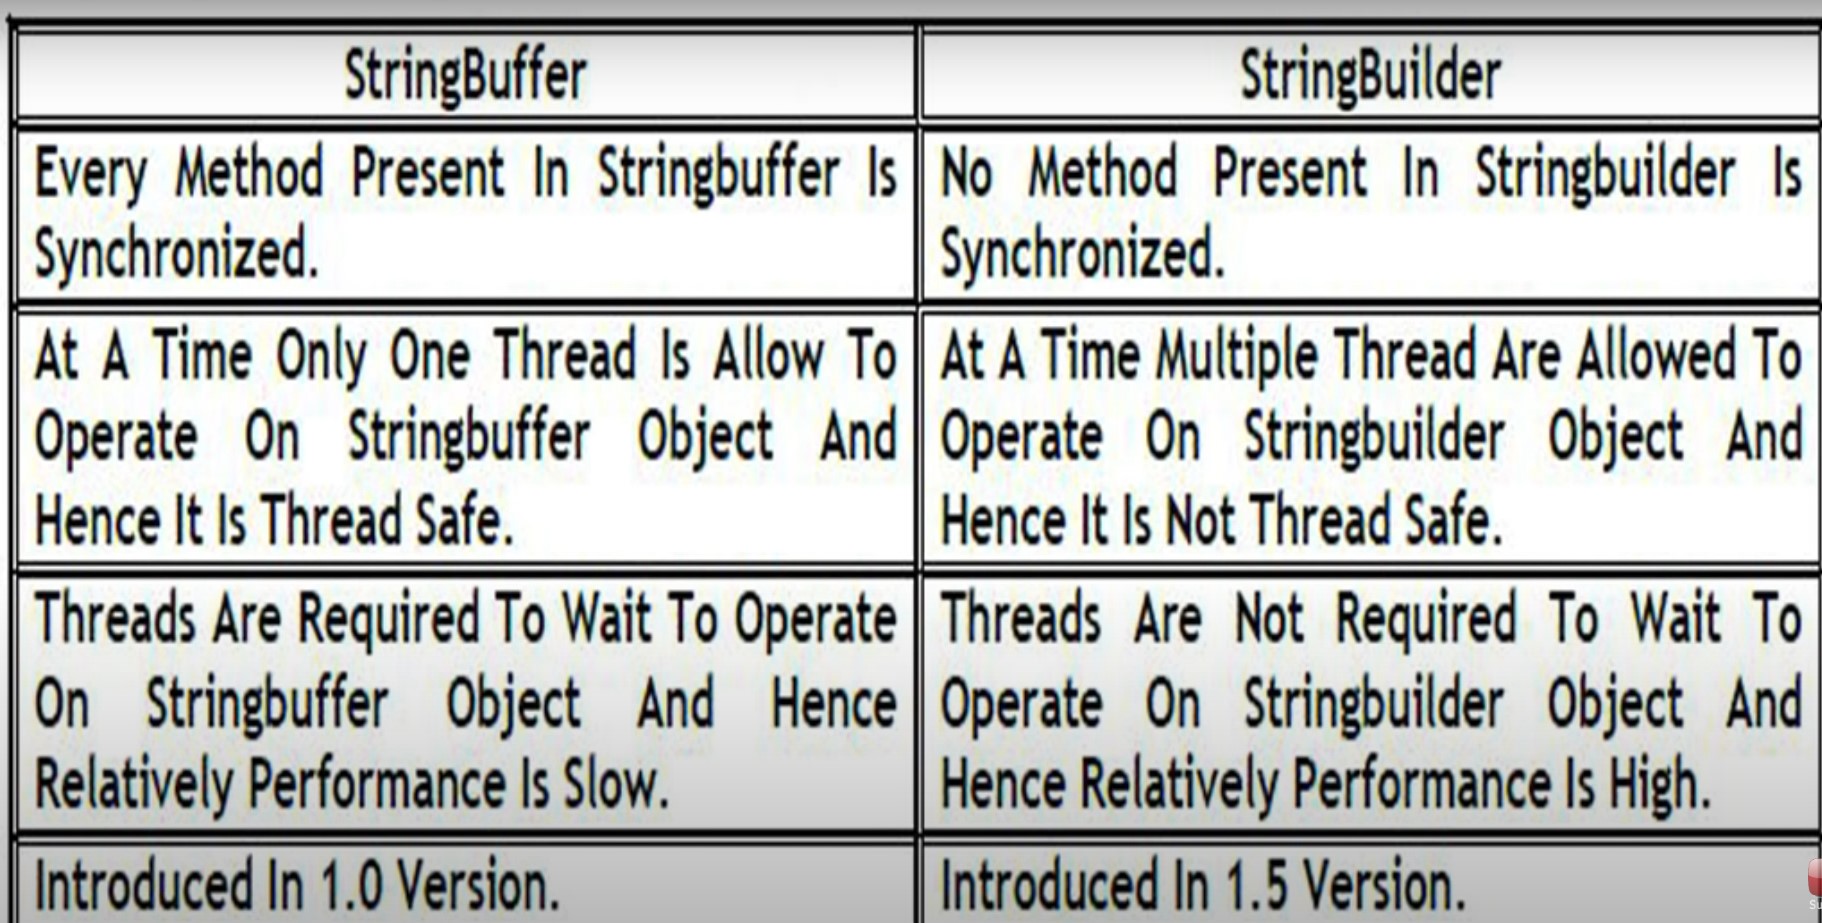 StringBuffer
StringBuilder
Every Method Present In Stringbuffer Is
Synchronized.
No Method Present In Stringbuilder Is
Synchronized.
At A Time Only One Thread Is Allow To
Operate On Stringbuffer Object And
Hence It Is Thread Safe.
At A Time Multiple Thread Are Allowed To
Operate On Stringbuilder Object And
Hence It Is Not Thread Safe.
Threads Are Required To Wait To Operate
On Stringbuffer Object And Hence
Relatively Performance Is Slow.
Threads Are Not Required To Wait To
Operate On Stringbuilder Object And
Hence Relatively Performance Is High.
Introduced In 1.0 Version.
Introduced In 1.5 Version.